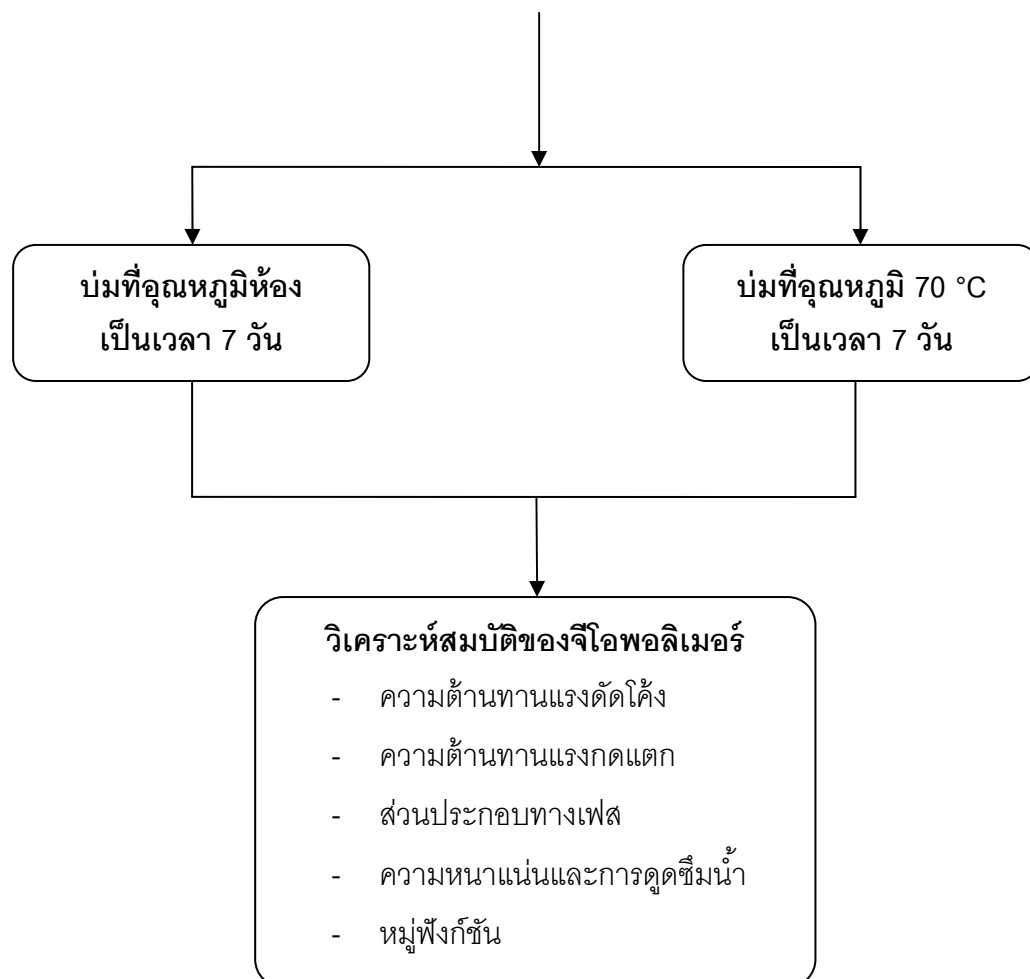 บ่มที่อุณหภูมิห้อง
เป็นเวลา 7 วัน
บ่มที่อุณหภูมิ 70 °C
เป็นเวลา 7 วัน
วิเคราะห์สมบัติของจีโอพอลิเมอร์
- ความต้านทานแรงดัดโค้ง
- ความต้านทานแรงกดแตก
- ส่วนประกอบทางเฟส
- ความหนาแน่นและการดูดซึมน้ำ
- หมู่ฟังก์ชัน